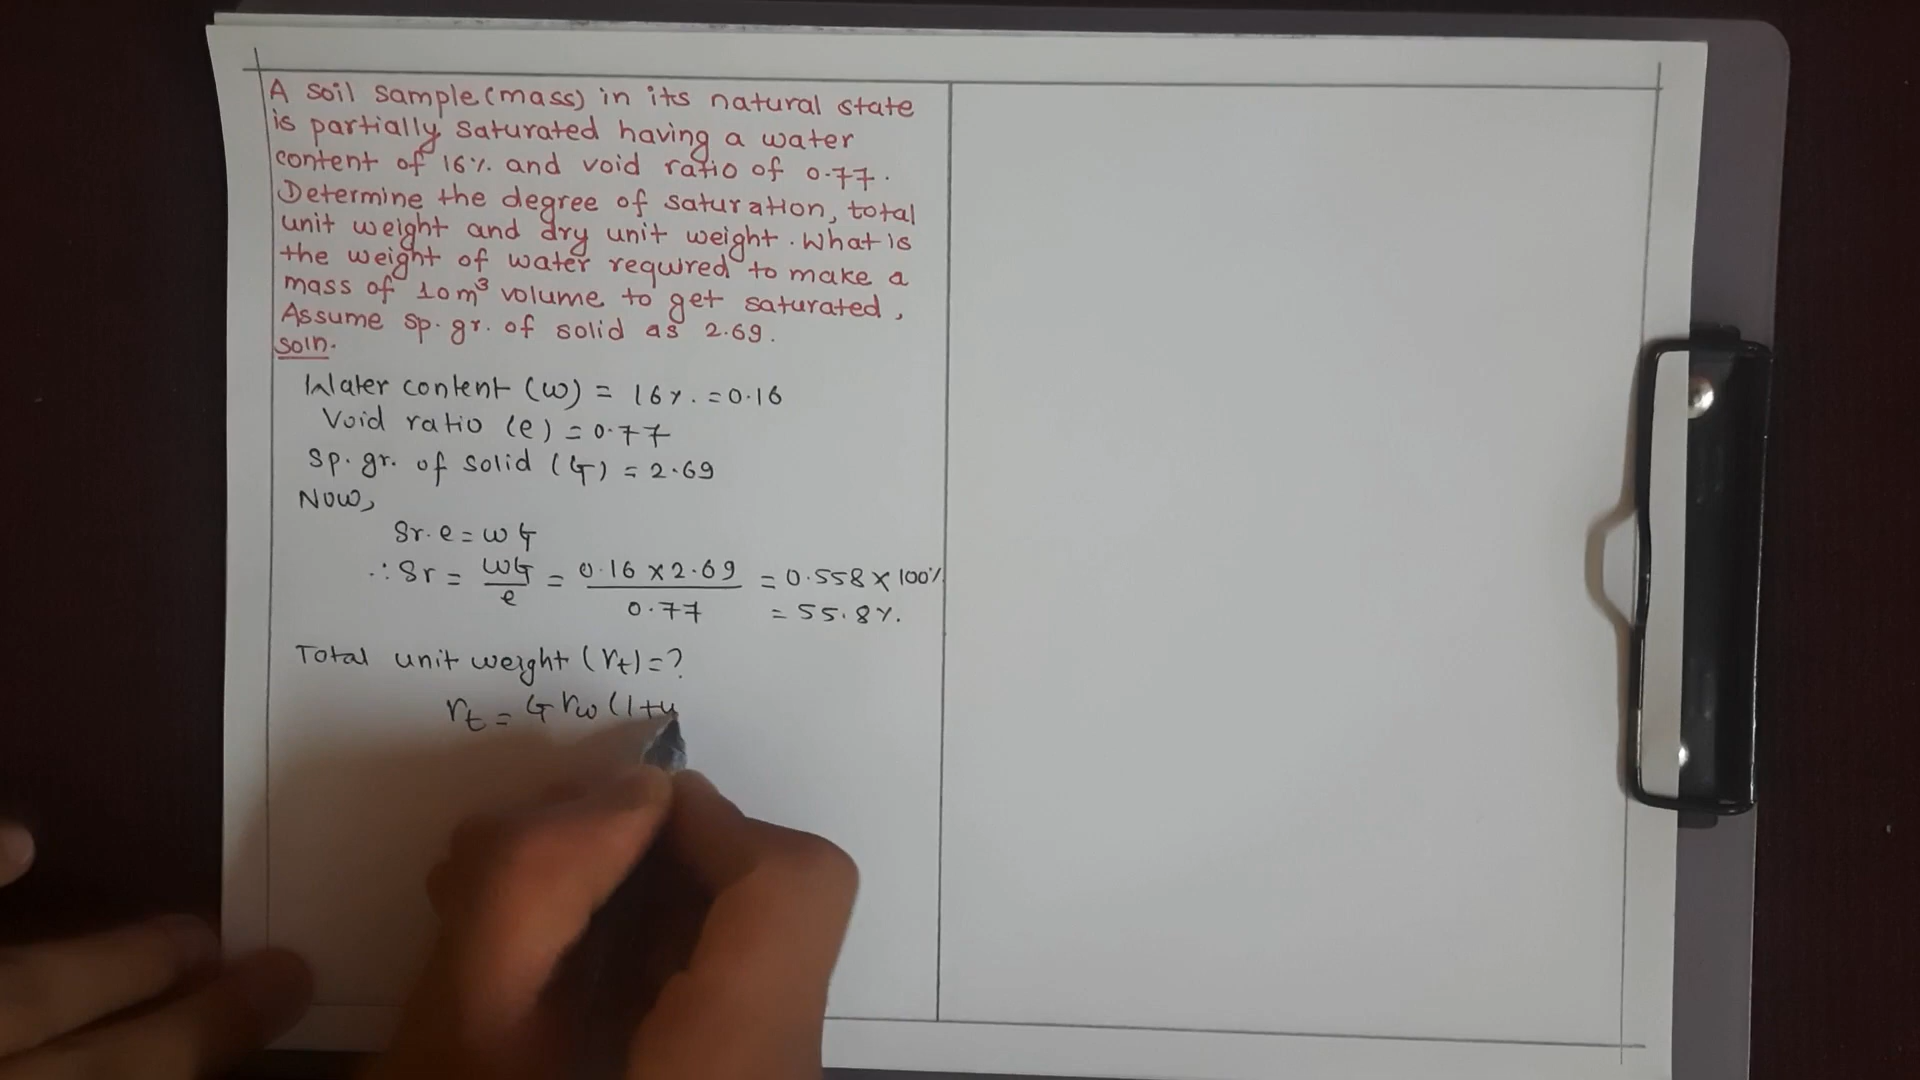 A soil sample (mass) in its natural state
is partially saturated having a water
content of 16% and void ratio of 0.77.
Determine the degree of saturation, total
unit weight and dry unit weight. What is
the weight of water required to make a
mass of 10m³ volume to get saturated,
Assume sp. gr. of solid as 2.69.
Soln.
Water content (w) = 16% = 0.16
Void ratio (e) = 0.77
Sp. gr. of solid (G) = 2.69
Now,
Sr. e = wG
∴ Sr = wG/e = 0.16 × 2.69/0.77 = 0.558 × 100%
= 55.8%.
Total unit weight (rt) = ?
rt = G rw (1+